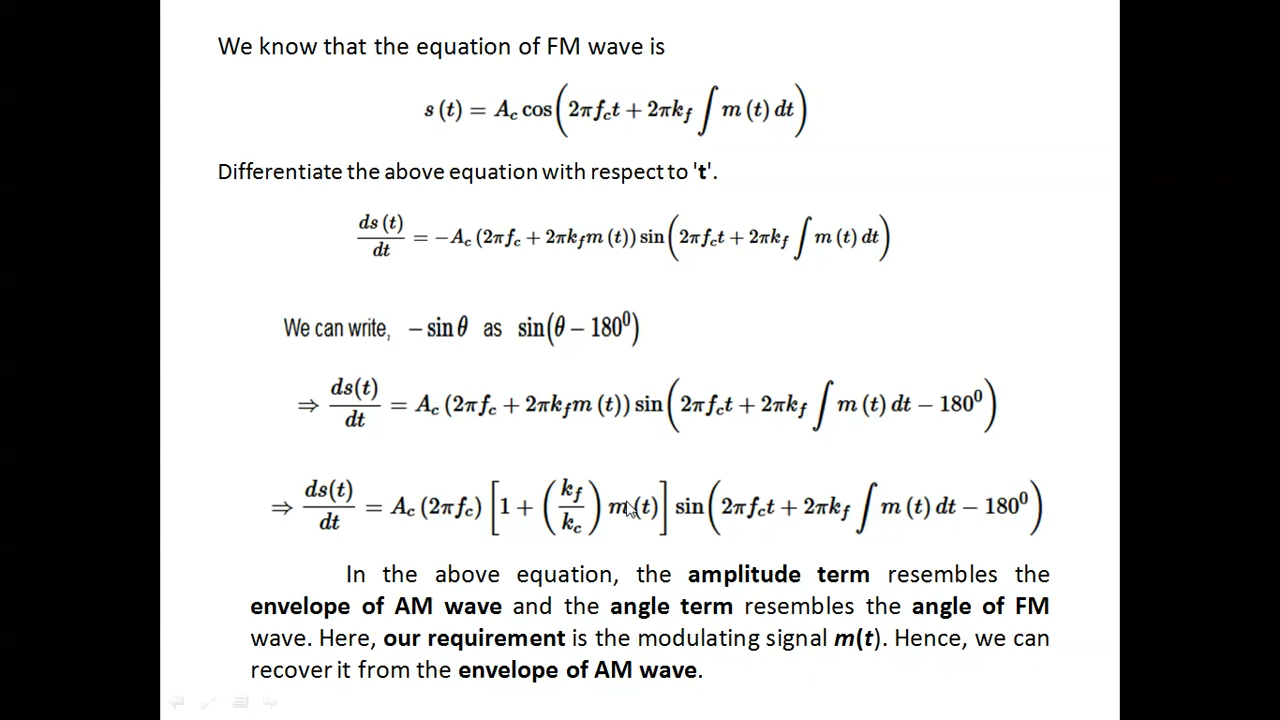 We know that the equation of FM wave is
s (t) = A_c cos(2πf_c t + 2πk_f ∫ m (t) dt)
Differentiate the above equation with respect to 't'.
ds (t)/dt = −A_c (2πf_c + 2πk_f m (t)) sin(2πf_c t + 2πk_f ∫ m (t) dt)
We can write, − sin θ as sin(θ − 180⁰)
⇒ ds(t)/dt = A_c (2πf_c + 2πk_f m (t)) sin(2πf_c t + 2πk_f ∫ m (t) dt − 180⁰)
⇒ ds(t)/dt = A_c (2πf_c) [1 + (k_f/k_c) m (t)] sin(2πf_c t + 2πk_f ∫ m (t) dt − 180⁰)
In the above equation, the amplitude term resembles the
envelope of AM wave and the angle term resembles the angle of FM
wave. Here, our requirement is the modulating signal m(t). Hence, we can
recover it from the envelope of AM wave.